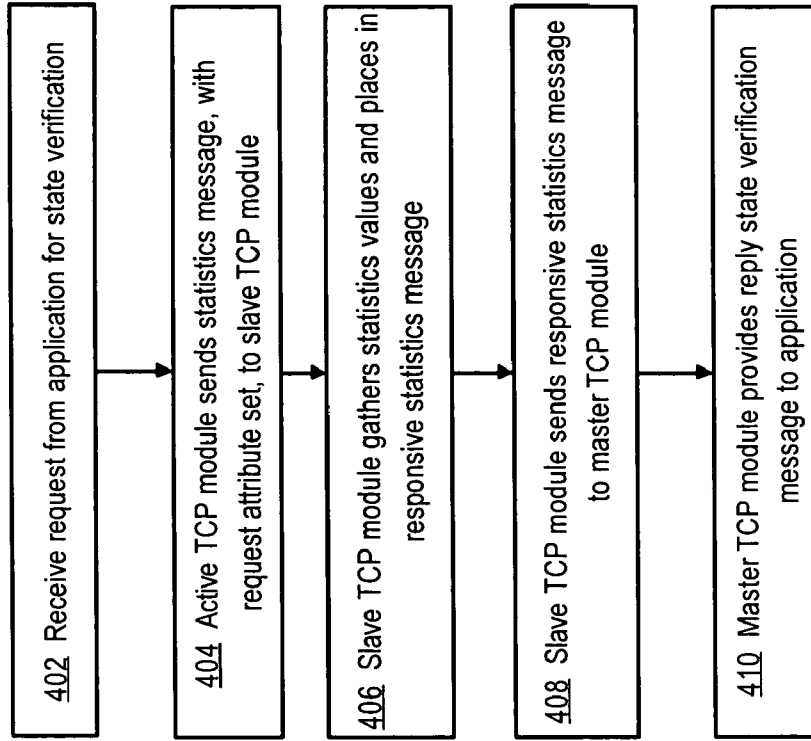 402 Receive request from application for state verification
404 Active TCP module sends statistics message, with
request attribute set, to slave TCP module
406 Slave TCP module gathers statistics values and places in
responsive statistics message
408 Slave TCP module sends responsive statistics message
to master TCP module
410 Master TCP module provides reply state verification
message to application